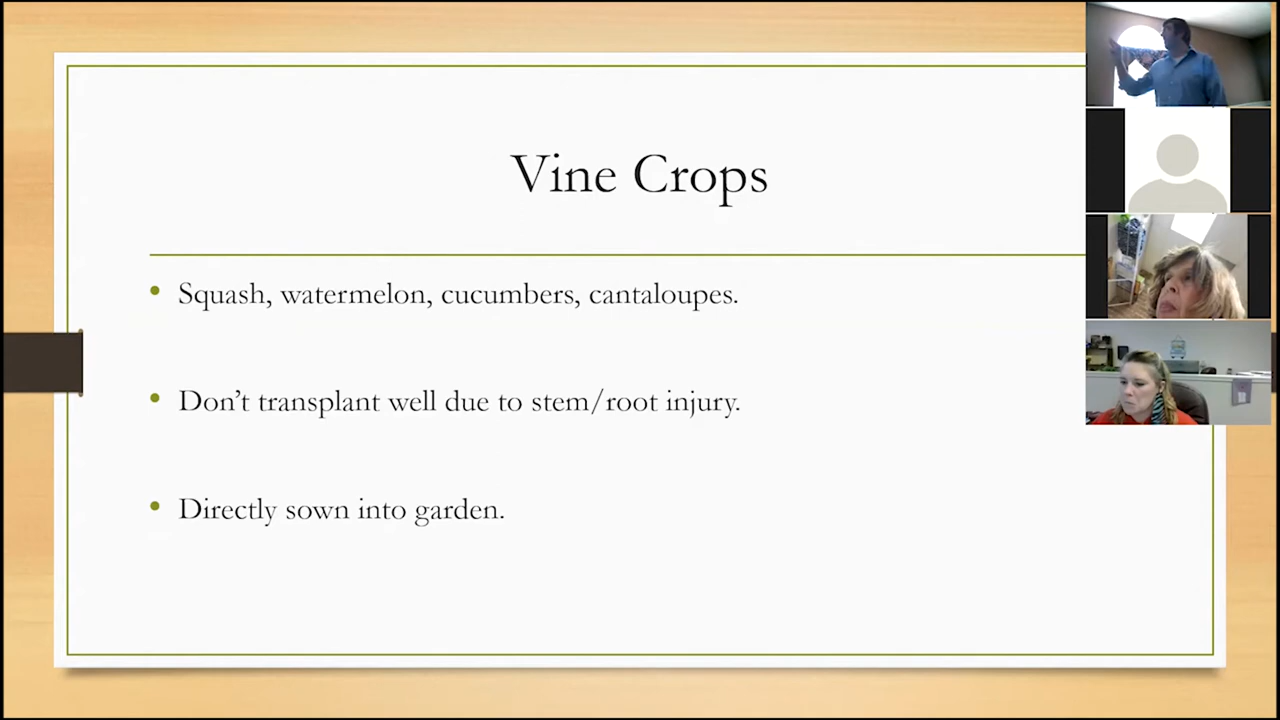 Vine Crops
Squash, watermelon, cucumbers, cantaloupes.
Don't transplant well due to stem/root injury.
Directly sown into garden.